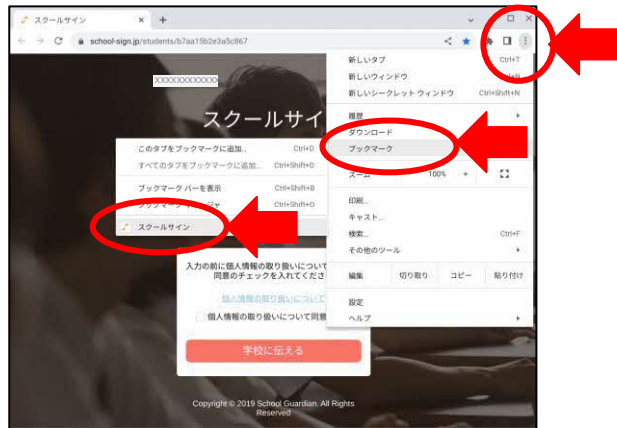 スクールサイン
school-sign.jp/students/b7aa15b2e3a5c867
XXXXXXXXXXXX
スクールサイ
新しいタブ Ctrl+T
新しいウィンドウ
新しいシークレット ウィンドウ Ctrl+Shift+N
履歴
ダウンロード
ブックマーク
ズーム 100% +
印刷...
キャスト...
検索... Ctrl+F
その他のツール
編集 切り取り コピー 貼り付け
設定
ヘルプ
このタブをブックマークに追加... Ctrl+D
すべてのタブをブックマークに追加... Ctrl+Shift+D
ブックマーク バーを表示 Ctrl+Shift+B
ブックマーク マネージャ Ctrl+Shift+O
スクールサイン
入力の前に個人情報の取り扱いについて
同意のチェックを入れてくださ
個人情報の取り扱いについて
個人情報の取り扱いについて同意
学校に伝える
Copyright © 2019 School Guardian. All Rights
Reserved